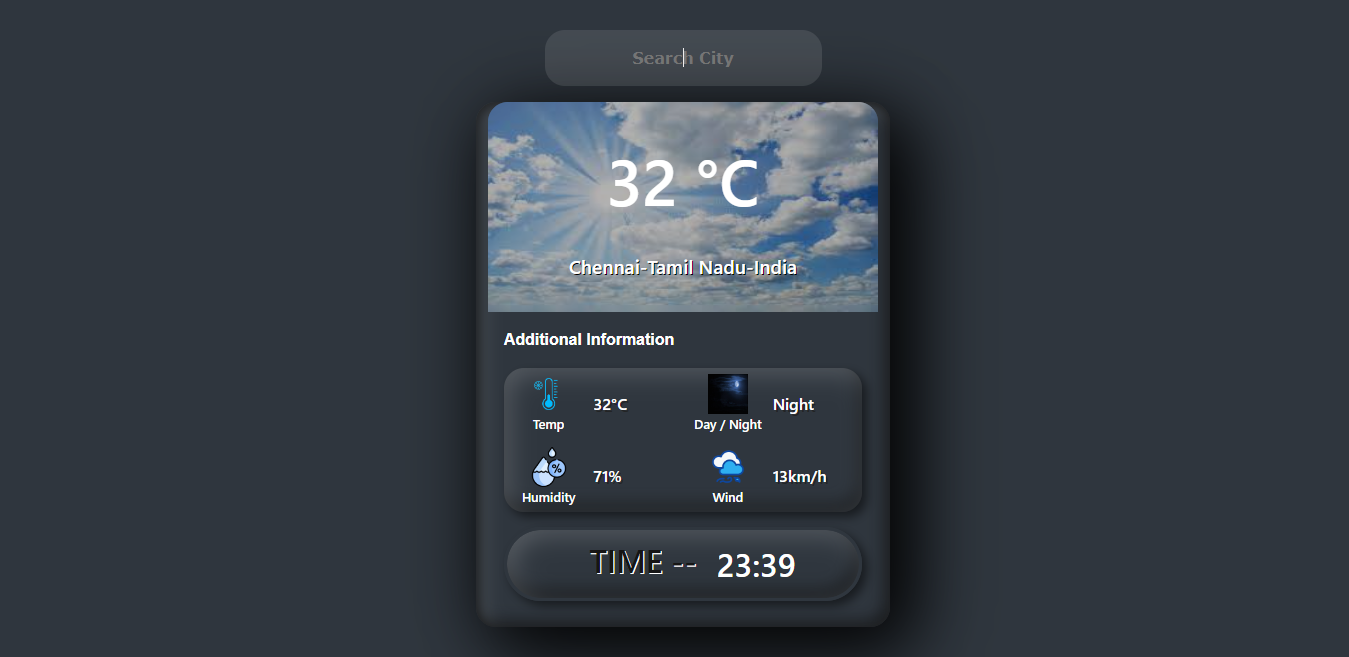 Search City
32 °C
Chennai-Tamil Nadu-India
Additional Information
32°C
Night
Temp
Day / Night
%
71%
13km/h
Humidity
Wind
TIME -- 23:39